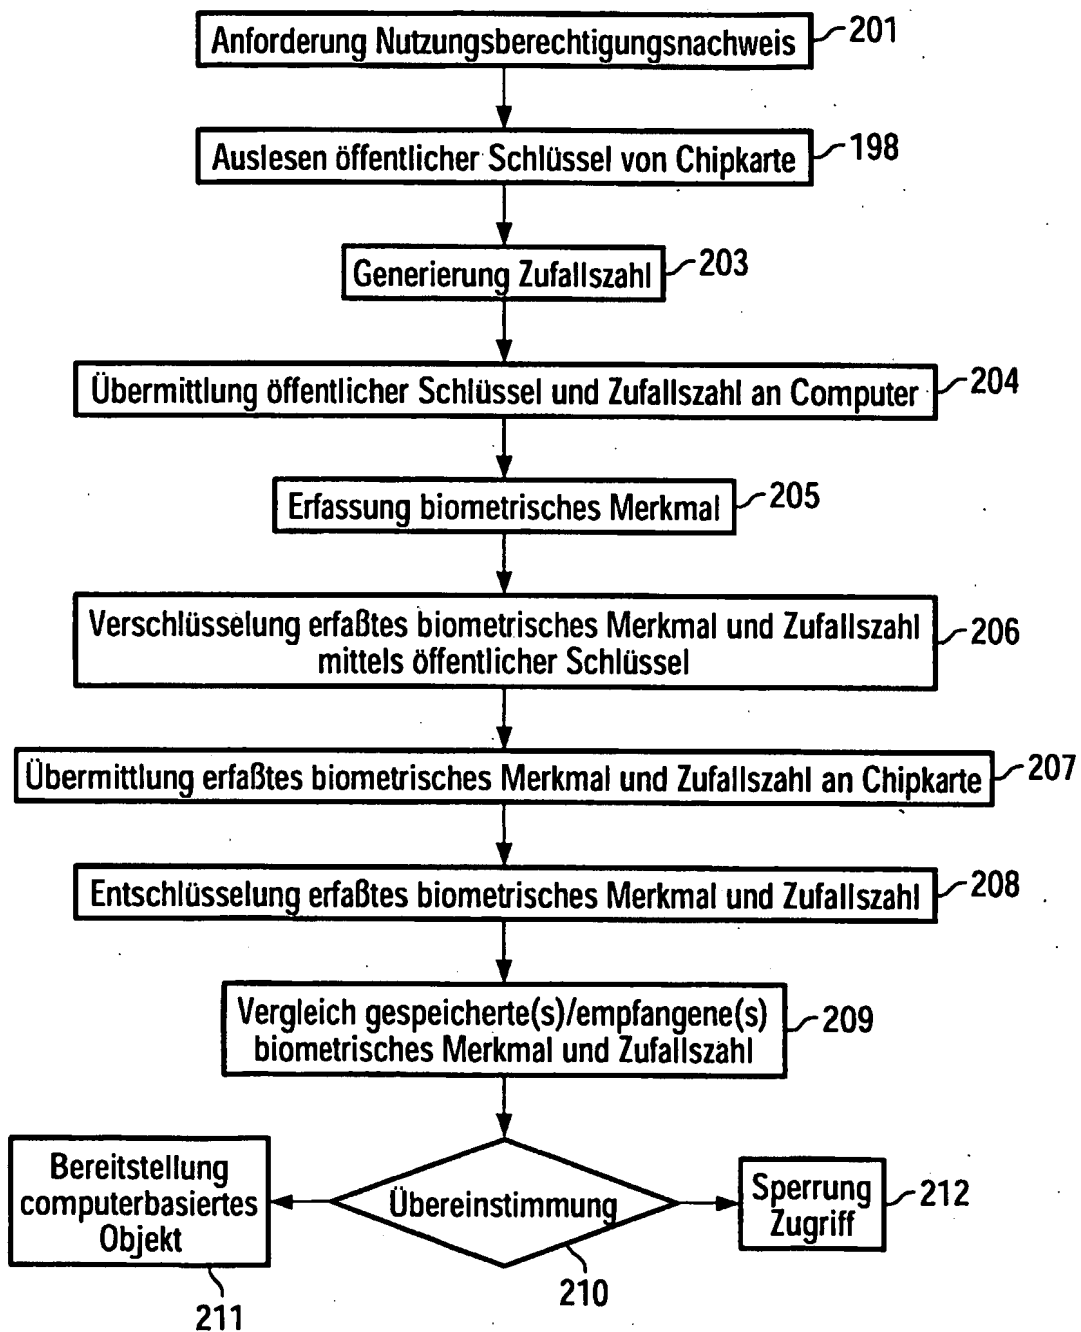 Anforderung Nutzungsberechtigungsnachweis
201
Auslesen öffentlicher Schlüssel von Chipkarte
198
Generierung Zufallszahl
203
Übermittlung öffentlicher Schlüssel und Zufallszahl an Computer
204
Erfassung biometrisches Merkmal
205
Verschlüsselung erfaßtes biometrisches Merkmal und Zufallszahl
mittels öffentlicher Schlüssel
206
Übermittlung erfaßtes biometrisches Merkmal und Zufallszahl an Chipkarte
207
Entschlüsselung erfaßtes biometrisches Merkmal und Zufallszahl
208
Vergleich gespeicherte(s)/empfangene(s)
biometrisches Merkmal und Zufallszahl
209
Bereitstellung
computerbasiertes
Objekt
211
Übereinstimmung
210
Sperrung
Zugriff
212